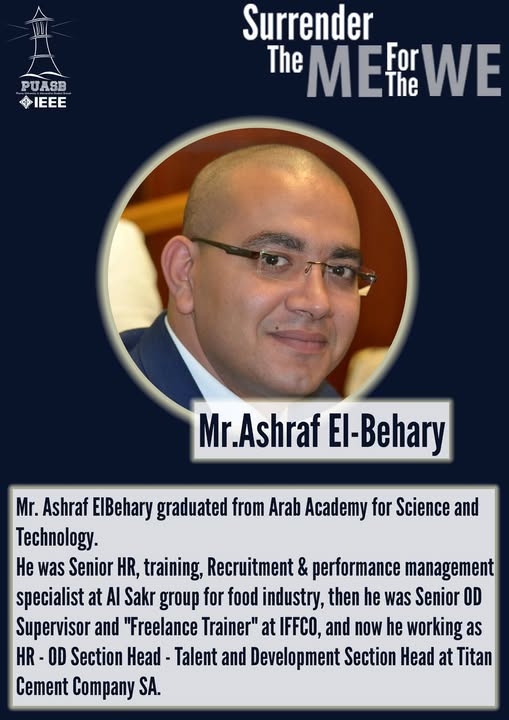 Surrender
The ME For The WE
PUASB
IEEE
Mr.Ashraf El-Behary
Mr. Ashraf ElBehary graduated from Arab Academy for Science and
Technology.
He was Senior HR, training, Recruitment & performance management
specialist at Al Sakr group for food industry, then he was Senior OD
Supervisor and "Freelance Trainer" at IFFCO, and now he working as
HR - OD Section Head - Talent and Development Section Head at Titan
Cement Company SA.